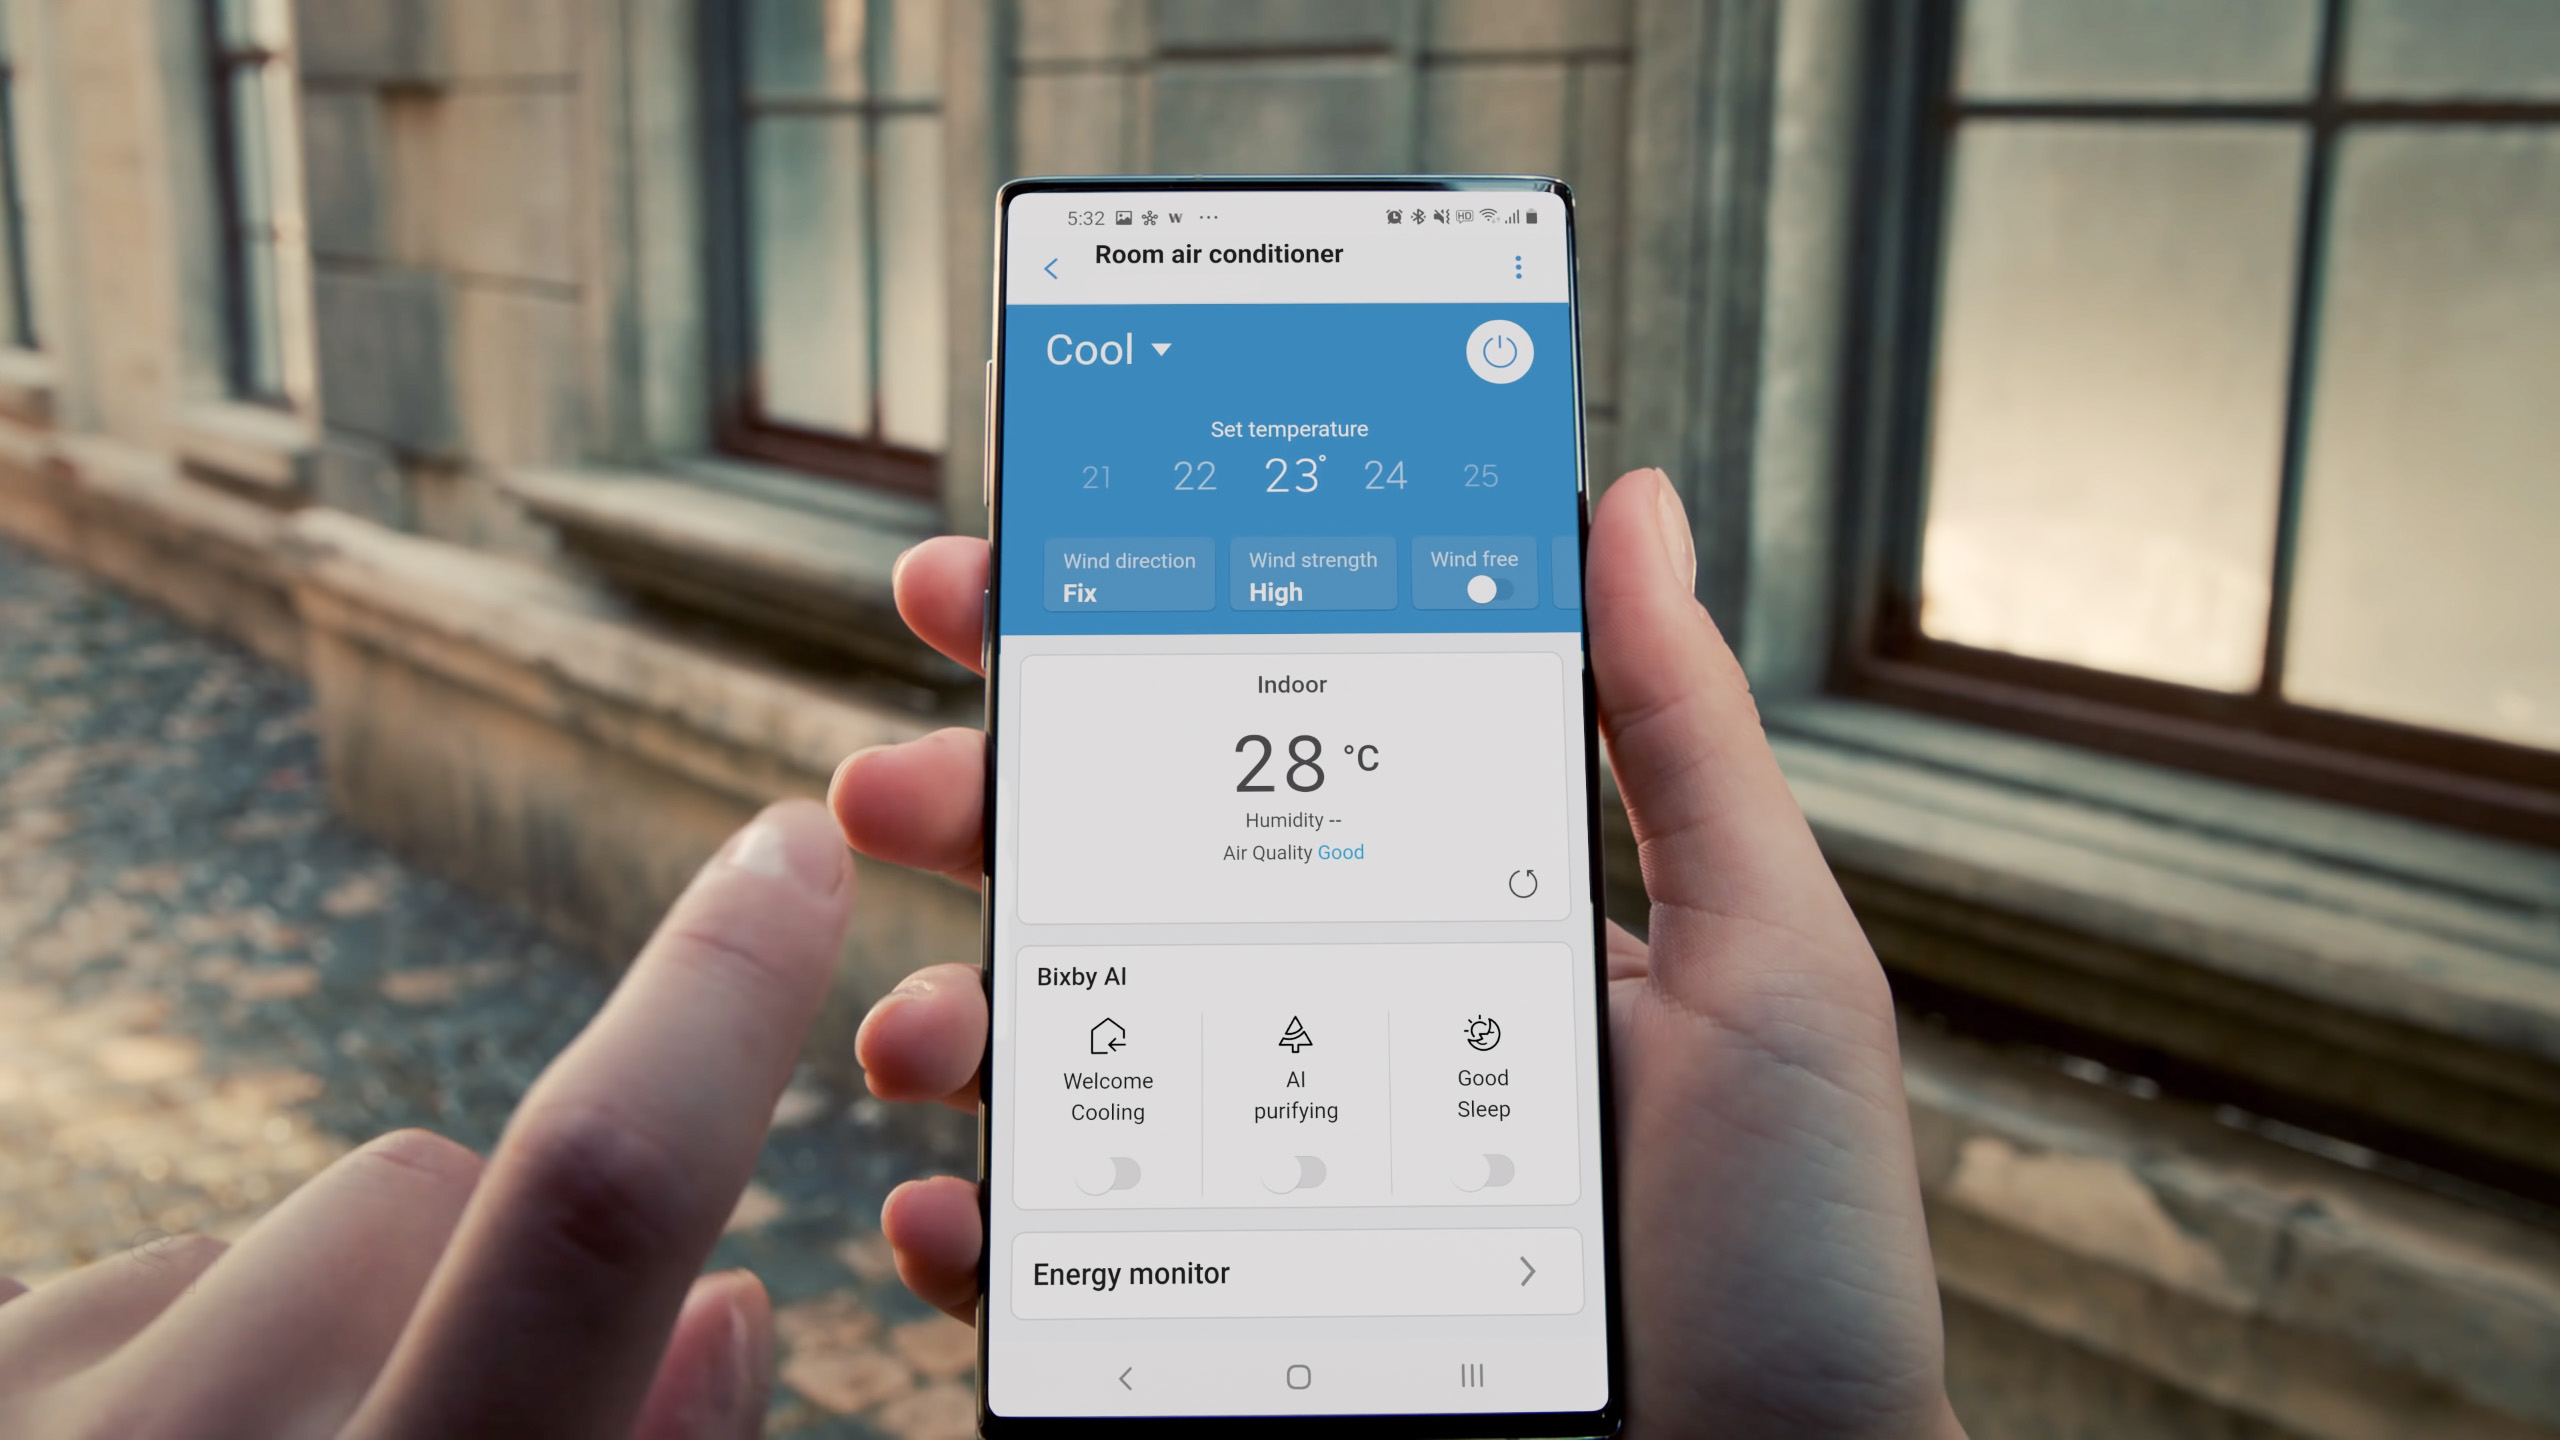 5:32 W ... HD
Room air conditioner
Cool
Set temperature
21 22 23° 24 25
Wind direction Wind strength Wind free
Fix High
Indoor
28 °C
Humidity --
Air Quality Good
Bixby AI
Welcome Cooling
AI purifying
Good Sleep
Energy monitor